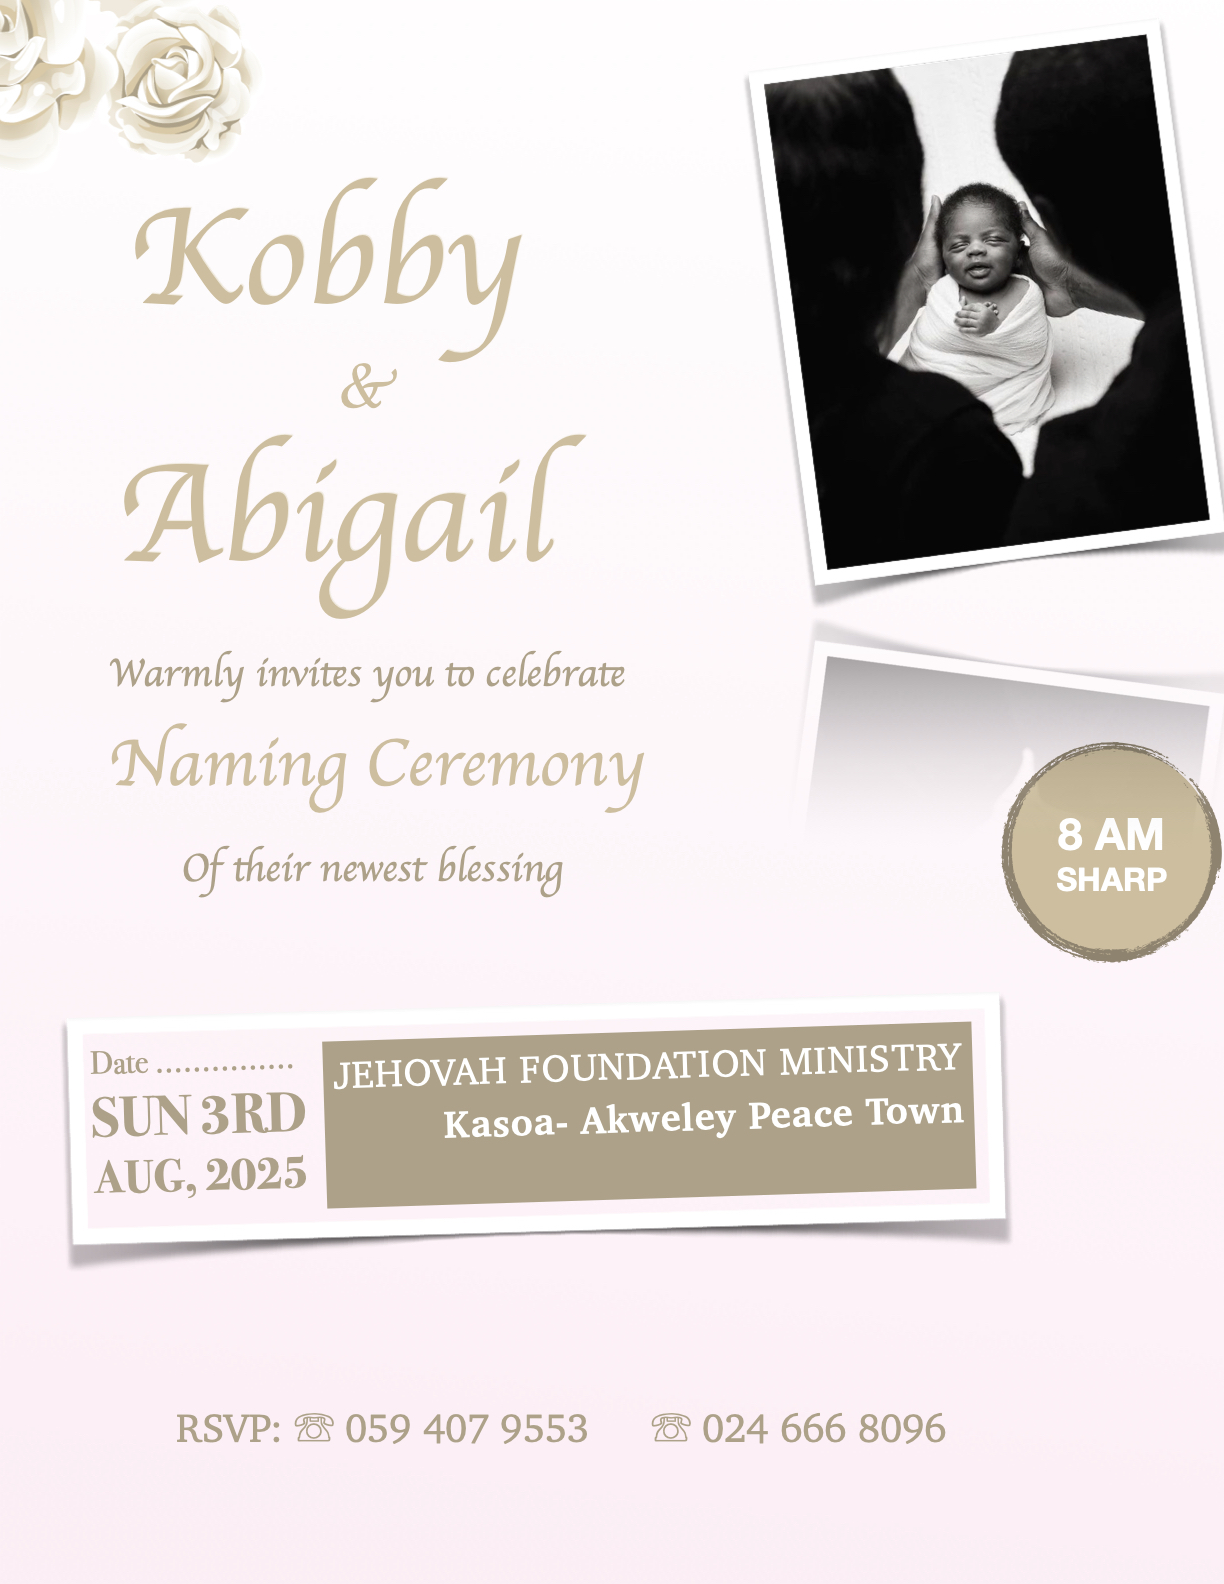 Kobby
&
Abigail
Warmly invites you to celebrate
Naming Ceremony
Of their newest blessing
8 AM
SHARP
Date ...............
SUN 3RD
AUG, 2025
JEHOVAH FOUNDATION MINISTRY
Kasoa- Akweley Peace Town
RSVP: ☏ 059 407 9553 ☏ 024 666 8096